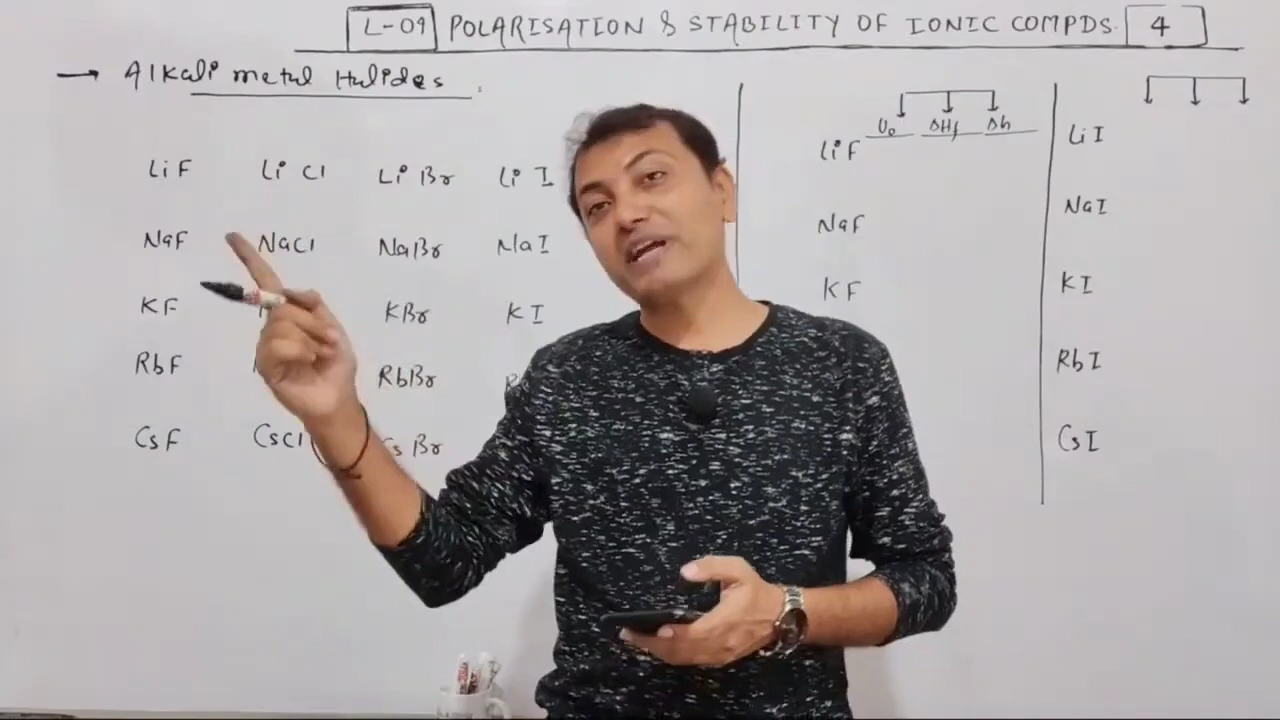 L-09 POLARISATION & STABILITY OF IONIC COMPDS. 4
→ Alkali metal Halides.
LiF LiCl LiBr LiI
NaF NaCl NaBr NaI
KF KBr KI
RbF RbBr
CsF CsCl CsBr
U₀ ΔHf Δh
LiF
NaF
KF
LiI
NaI
KI
RbI
CsI